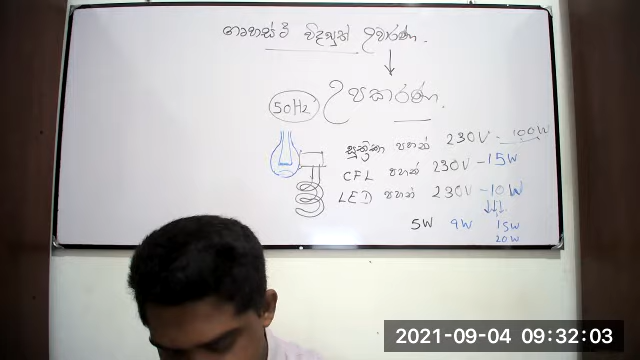 ගෘහස්ථ විද්‍යුත් උපකරණ.
උපකරණ.
50Hz
සූත්‍රිකා පහන් 230V - 100W
CFL පහන් 230V - 15W
LED පහන් 230V - 10W
5W 9W 15W
20W
2021-09-04 09:32:03